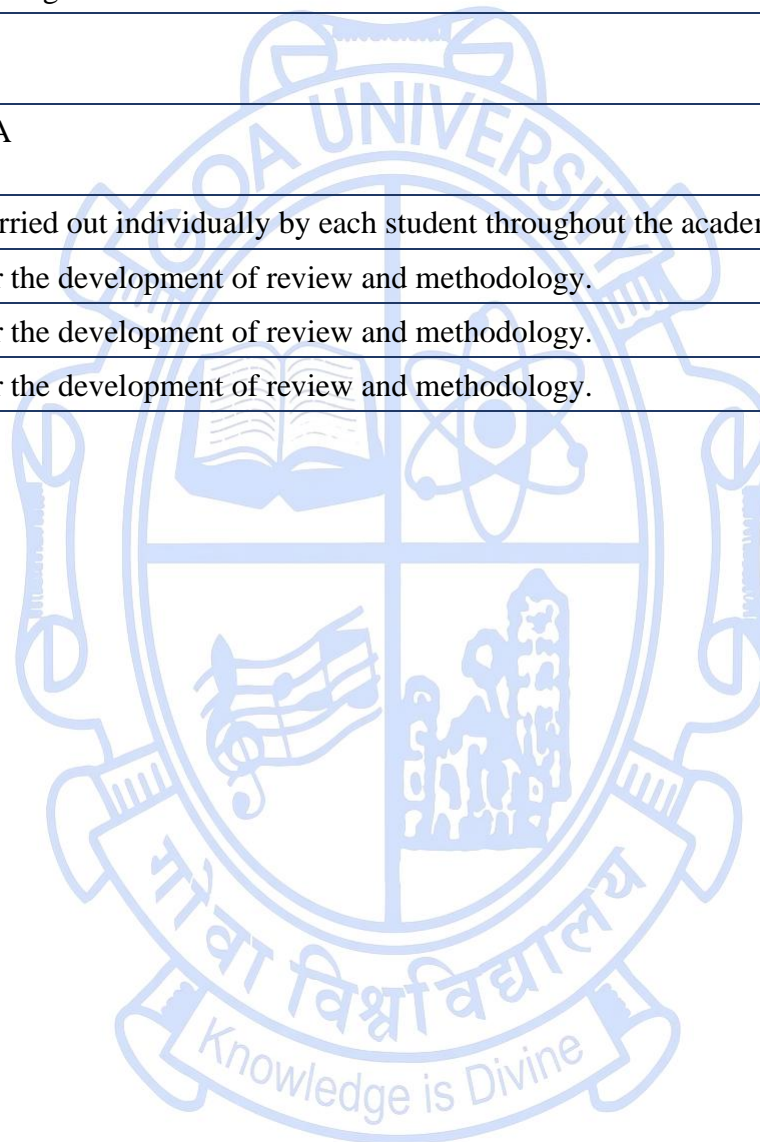 A
rried out individually by each student throughout the acader
r the development of review and methodology.
r the development of review and methodology.
r the development of review and methodology.
GOA UNIVERSITY
गोंवा विश्वविद्यालय
Knowledge is Divine